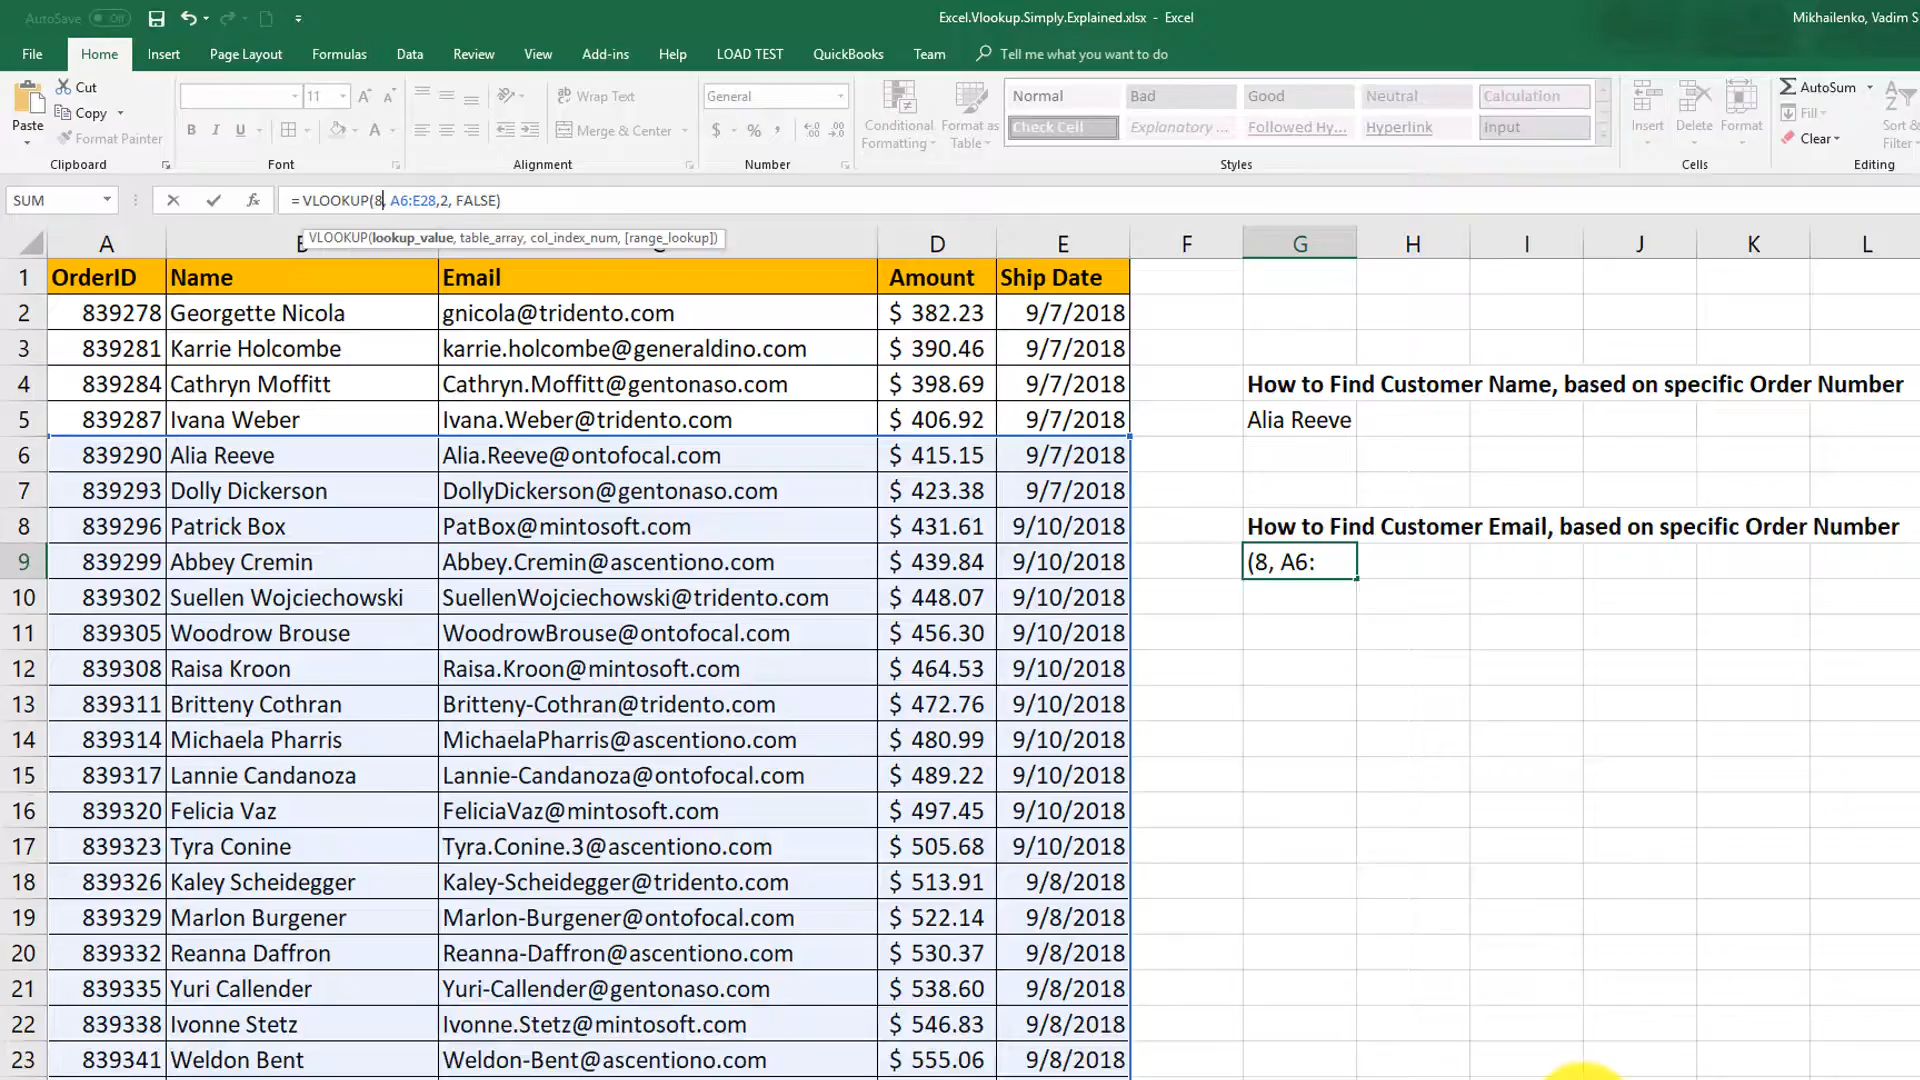 AutoSave Off Excel.Vlookup.Simply.Explained.xlsx - Excel Mikhailenko, Vadim S
File Home Insert Page Layout Formulas Data Review View Add-ins Help LOAD TEST QuickBooks Team Tell me what you want to do
Paste Cut Copy Format Painter
Clipboard
11 B I U A
Font
Wrap Text Merge & Center
Alignment
General $ % ,
Number
Conditional Formatting Format as Table
Normal Bad Good Neutral Calculation
Check Cell Explanatory ... Followed Hy... Hyperlink Input
Styles
Insert Delete Format
Cells
AutoSum Fill Clear Sort & Filter
Editing
SUM fx = VLOOKUP(8, A6:E28,2, FALSE)
VLOOKUP(lookup_value, table_array, col_index_num, [range_lookup])
A B C D E F G H I J K L
1 OrderID Name Email Amount Ship Date
2 839278 Georgette Nicola gnicola@tridento.com $ 382.23 9/7/2018
3 839281 Karrie Holcombe karrie.holcombe@generaldino.com $ 390.46 9/7/2018
4 839284 Cathryn Moffitt Cathryn.Moffitt@gentonaso.com $ 398.69 9/7/2018 How to Find Customer Name, based on specific Order Number
5 839287 Ivana Weber Ivana.Weber@tridento.com $ 406.92 9/7/2018 Alia Reeve
6 839290 Alia Reeve Alia.Reeve@ontofocal.com $ 415.15 9/7/2018
7 839293 Dolly Dickerson DollyDickerson@gentonaso.com $ 423.38 9/7/2018
8 839296 Patrick Box PatBox@mintosoft.com $ 431.61 9/10/2018 How to Find Customer Email, based on specific Order Number
9 839299 Abbey Cremin Abbey.Cremin@ascentiono.com $ 439.84 9/10/2018 (8, A6:
10 839302 Suellen Wojciechowski SuellenWojciechowski@tridento.com $ 448.07 9/10/2018
11 839305 Woodrow Brouse WoodrowBrouse@ontofocal.com $ 456.30 9/10/2018
12 839308 Raisa Kroon Raisa.Kroon@mintosoft.com $ 464.53 9/10/2018
13 839311 Britteny Cothran Britteny-Cothran@tridento.com $ 472.76 9/10/2018
14 839314 Michaela Pharris MichaelaPharris@ascentiono.com $ 480.99 9/10/2018
15 839317 Lannie Candanoza Lannie-Candanoza@ontofocal.com $ 489.22 9/10/2018
16 839320 Felicia Vaz FeliciaVaz@mintosoft.com $ 497.45 9/10/2018
17 839323 Tyra Conine Tyra.Conine.3@ascentiono.com $ 505.68 9/10/2018
18 839326 Kaley Scheidegger Kaley-Scheidegger@tridento.com $ 513.91 9/8/2018
19 839329 Marlon Burgener Marlon-Burgener@ontofocal.com $ 522.14 9/8/2018
20 839332 Reanna Daffron Reanna-Daffron@ascentiono.com $ 530.37 9/8/2018
21 839335 Yuri Callender Yuri-Callender@gentonaso.com $ 538.60 9/8/2018
22 839338 Ivonne Stetz Ivonne.Stetz@mintosoft.com $ 546.83 9/8/2018
23 839341 Weldon Bent Weldon-Bent@ascentiono.com $ 555.06 9/8/2018